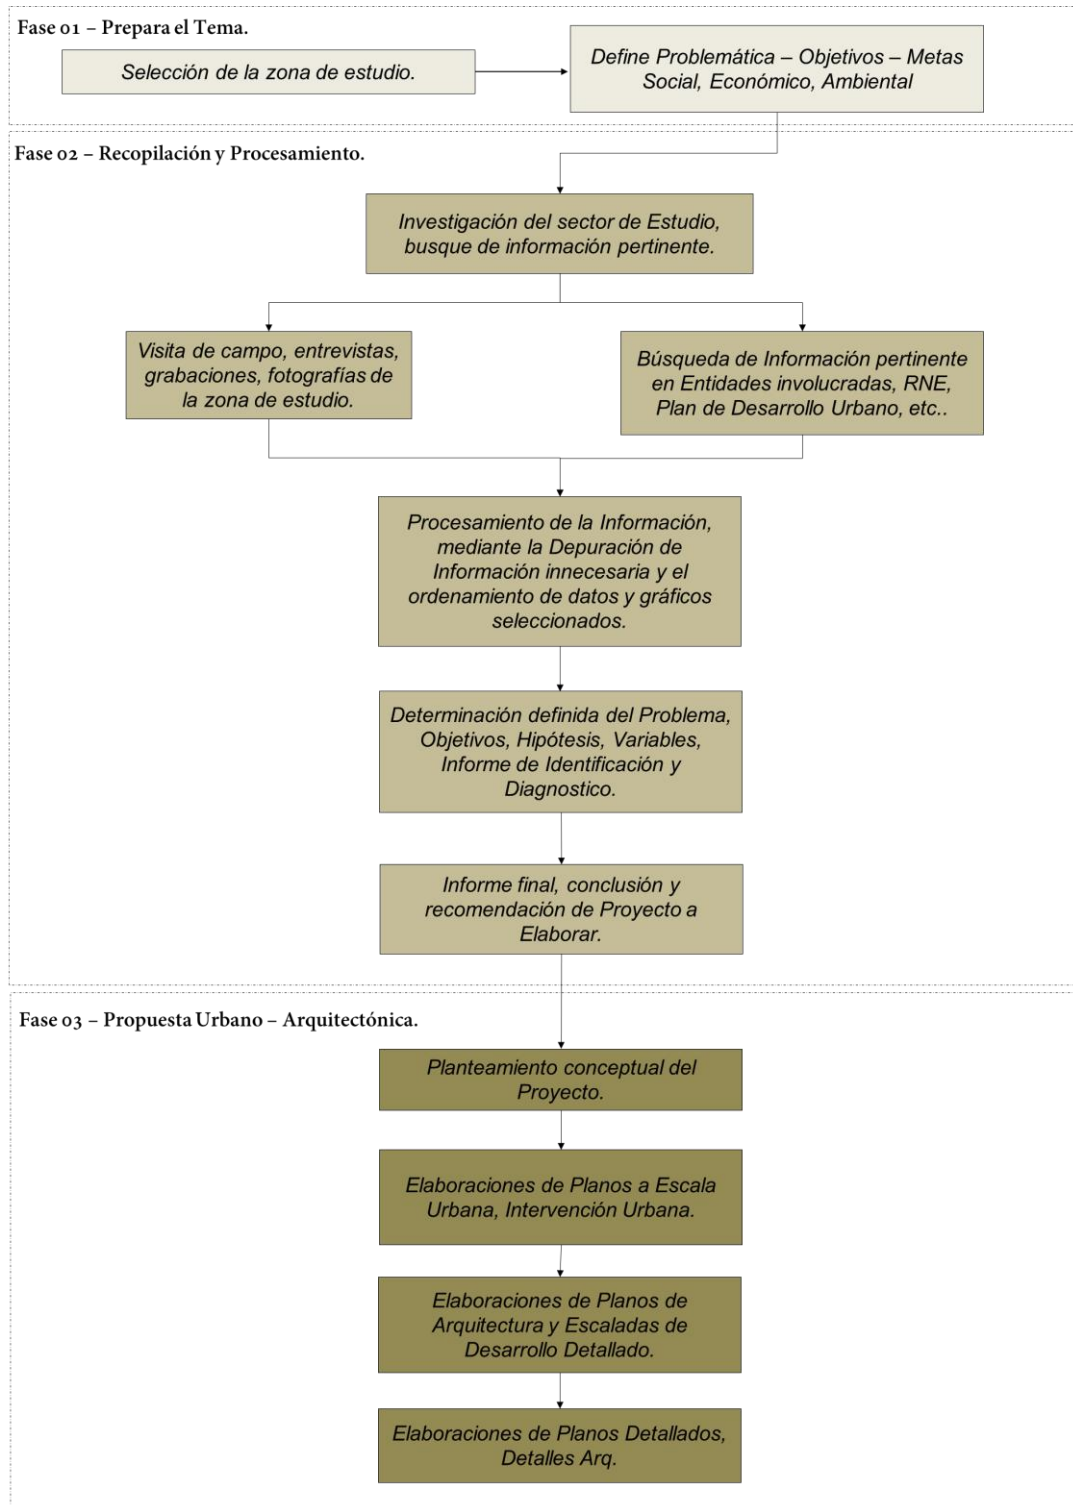 Fase 01 – Prepara el Tema.
Selección de la zona de estudio.
Define Problemática – Objetivos – Metas
Social, Económico, Ambiental
Fase 02 – Recopilación y Procesamiento.
Investigación del sector de Estudio,
busque de información pertinente.
Visita de campo, entrevistas,
grabaciones, fotografías de
la zona de estudio.
Búsqueda de Información pertinente
en Entidades involucradas, RNE,
Plan de Desarrollo Urbano, etc..
Procesamiento de la Información,
mediante la Depuración de
Información innecesaria y el
ordenamiento de datos y gráficos
seleccionados.
Determinación definida del Problema,
Objetivos, Hipótesis, Variables,
Informe de Identificación y
Diagnostico.
Informe final, conclusión y
recomendación de Proyecto a
Elaborar.
Fase 03 – Propuesta Urbano – Arquitectónica.
Planteamiento conceptual del
Proyecto.
Elaboraciones de Planos a Escala
Urbana, Intervención Urbana.
Elaboraciones de Planos de
Arquitectura y Escaladas de
Desarrollo Detallado.
Elaboraciones de Planos Detallados,
Detalles Arq.